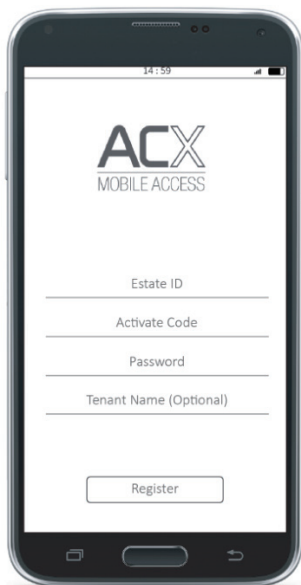 14:59
ACX
MOBILE ACCESS
Estate ID
Activate Code
Password
Tenant Name (Optional)
Register